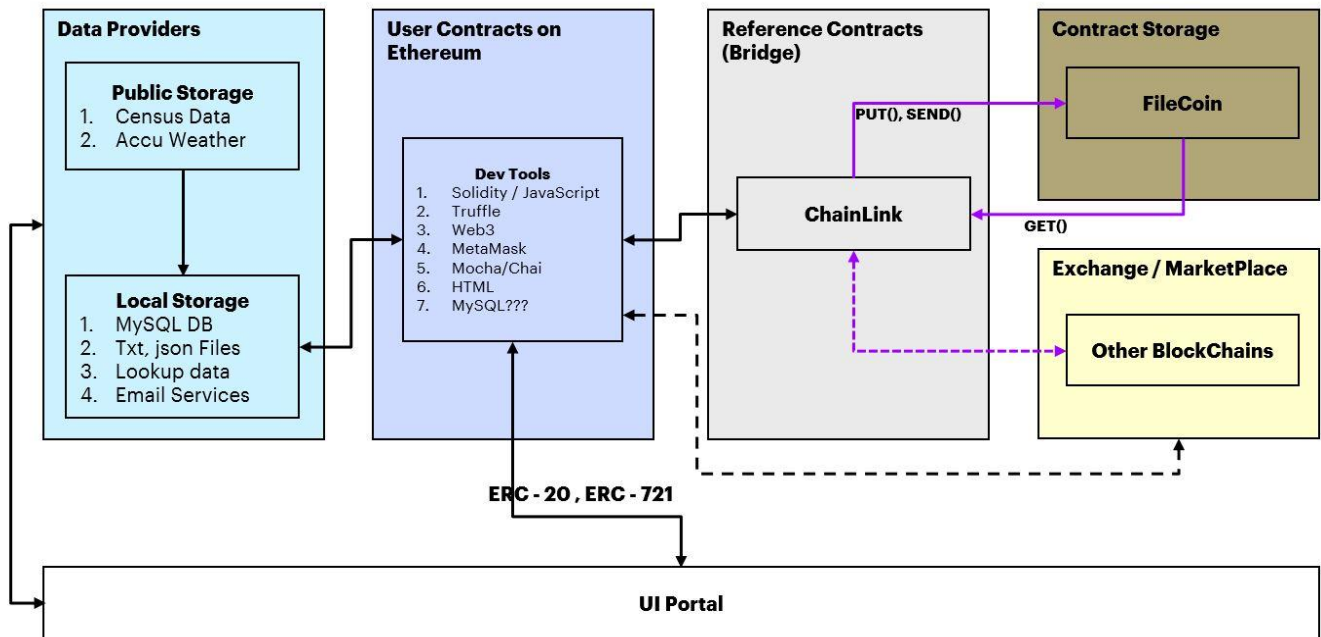 Data Providers
Public Storage
1. Census Data
2. Accu Weather
Local Storage
1. MySQL DB
2. Txt, json Files
3. Lookup data
4. Email Services
User Contracts on
Ethereum
Dev Tools
1. Solidity / JavaScript
2. Truffle
3. Web3
4. MetaMask
5. Mocha/Chai
6. HTML
7. MySQL???
Reference Contracts
(Bridge)
PUT(), SEND()
ChainLink
Contract Storage
FileCoin
GET()
Exchange / MarketPlace
Other BlockChains
ERC - 20 , ERC - 721
UI Portal